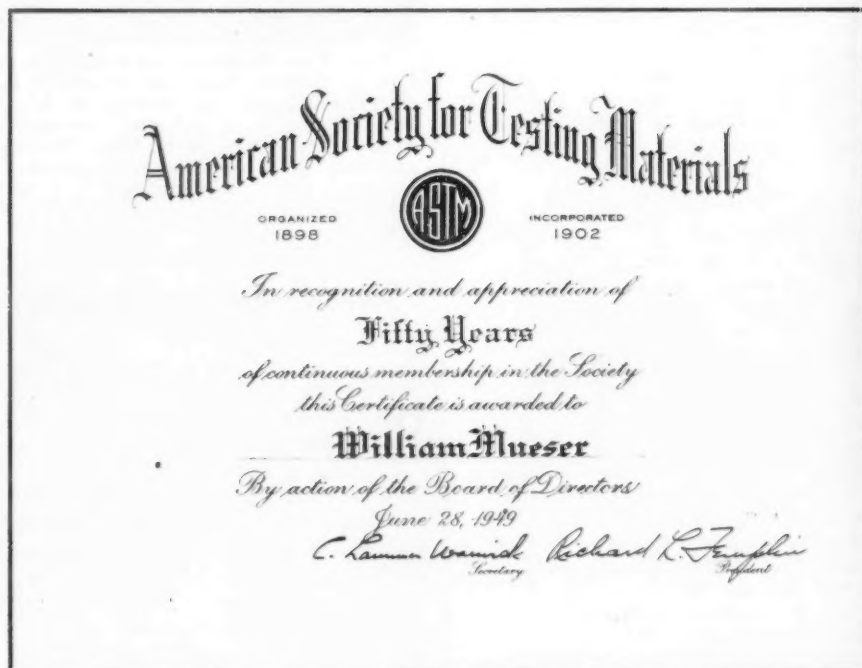 American Society for Testing Materials
ORGANIZED
1898
ASTM
INCORPORATED
1902
In recognition and appreciation of
Fifty Years
of continuous membership in the Society
this Certificate is awarded to
William Mueser
By action of the Board of Directors
June 28, 1949
C. Laurence Warwick Richard L. Templin
Secretary President